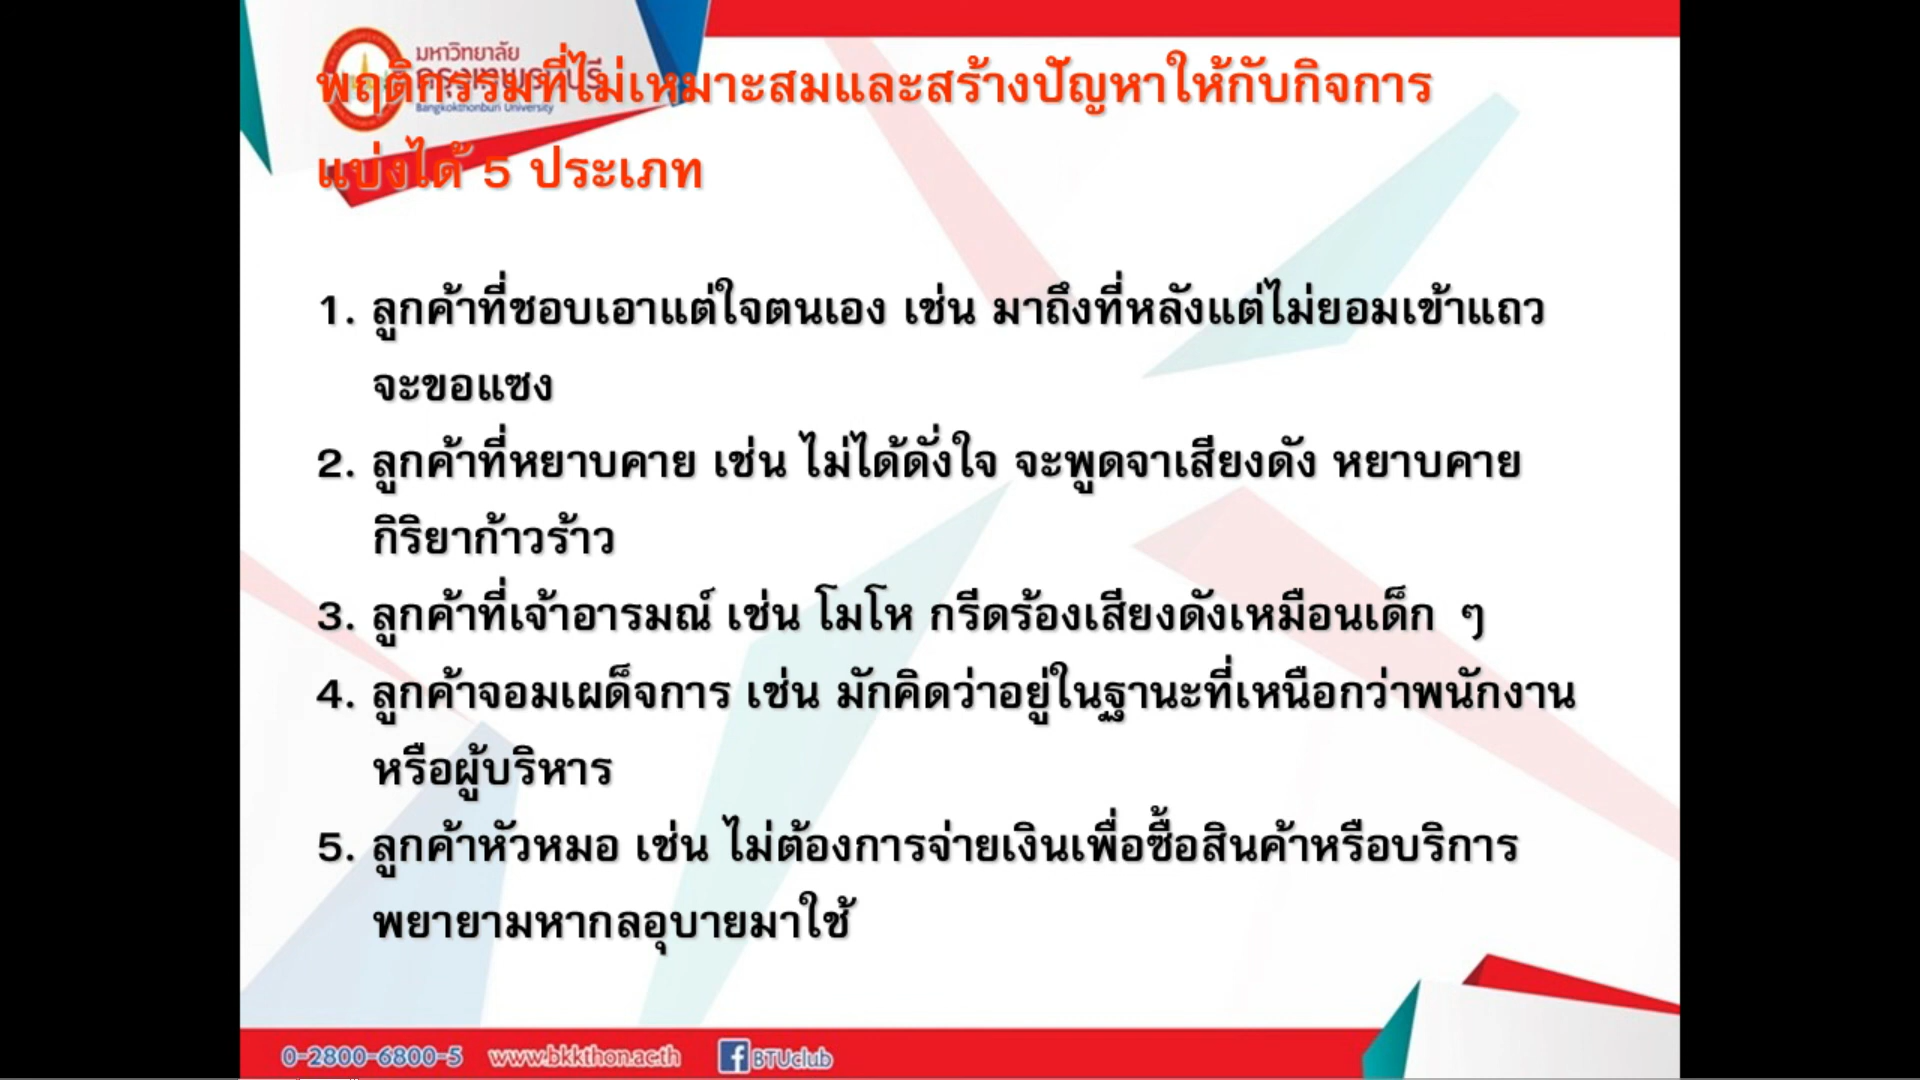 มหาวิทยาลัย
กรุงเทพธนบุรี
Bangkokthonburi University
พฤติกรรมที่ไม่เหมาะสมและสร้างปัญหาให้กับกิจการ
แบ่งได้ 5 ประเภท
1. ลูกค้าที่ชอบเอาแต่ใจตนเอง เช่น มาถึงที่หลังแต่ไม่ยอมเข้าแถว
จะขอแซง
2. ลูกค้าที่หยาบคาย เช่น ไม่ได้ดั่งใจ จะพูดจาเสียงดัง หยาบคาย
กิริยาก้าวร้าว
3. ลูกค้าที่เจ้าอารมณ์ เช่น โมโห กรีดร้องเสียงดังเหมือนเด็ก ๆ
4. ลูกค้าจอมเผด็จการ เช่น มักคิดว่าอยู่ในฐานะที่เหนือกว่าพนักงาน
หรือผู้บริหาร
5. ลูกค้าหัวหมอ เช่น ไม่ต้องการจ่ายเงินเพื่อซื้อสินค้าหรือบริการ
พยายามหากลอุบายมาใช้
0-2800-6800-5 www.bkkthon.ac.th BTUclub